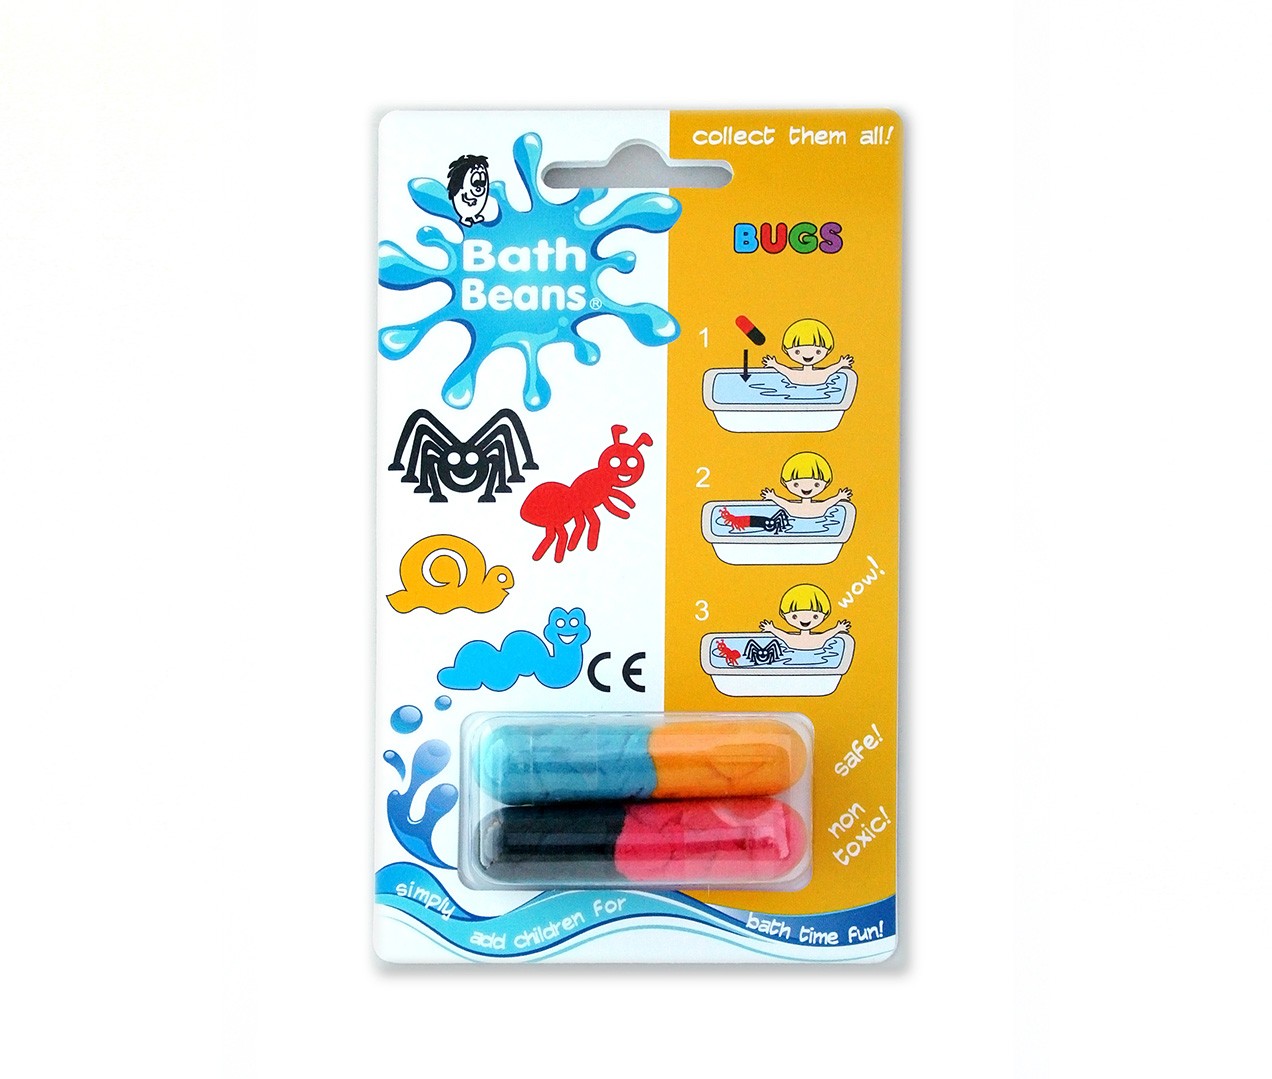 collect them all!
Bath
Beans®
BUGS
1
2
wow!
3
CE
safe!
non
toxic!
simply
add children for
bath time fun!